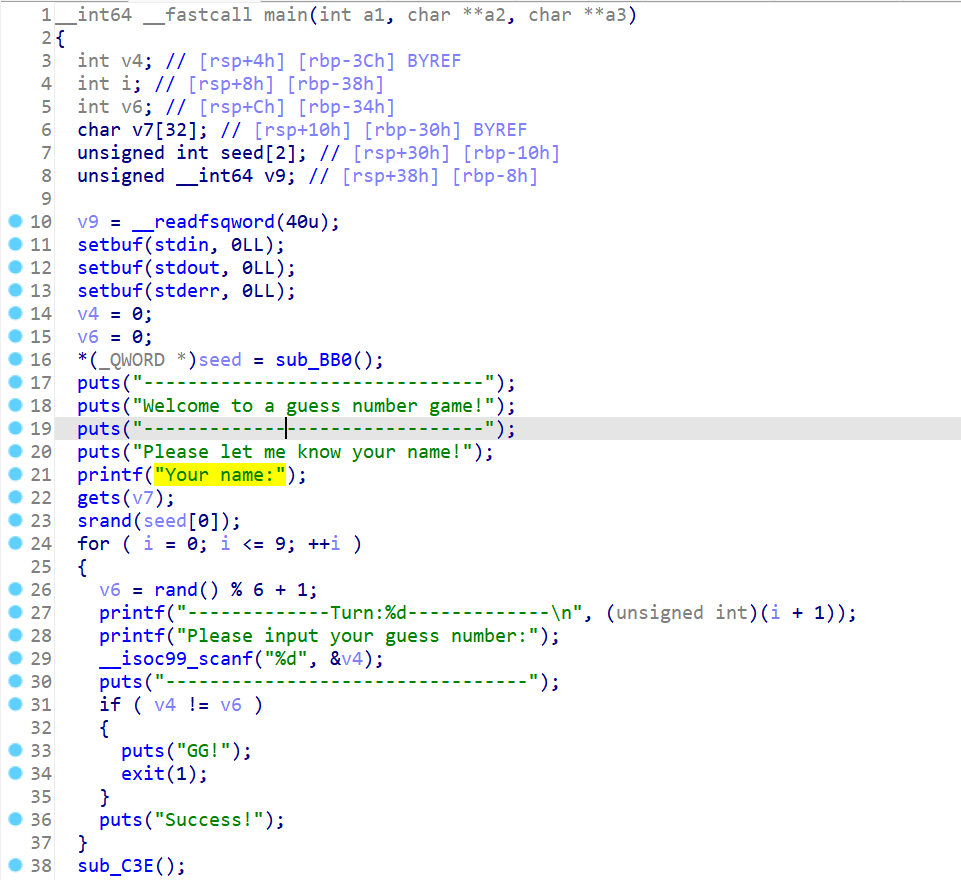 1 __int64 __fastcall main(int a1, char **a2, char **a3)
2 {
3   int v4; // [rsp+4h] [rbp-3Ch] BYREF
4   int i; // [rsp+8h] [rbp-38h]
5   int v6; // [rsp+Ch] [rbp-34h]
6   char v7[32]; // [rsp+10h] [rbp-30h] BYREF
7   unsigned int seed[2]; // [rsp+30h] [rbp-10h]
8   unsigned __int64 v9; // [rsp+38h] [rbp-8h]
9
10   v9 = __readfsqword(40u);
11   setbuf(stdin, 0LL);
12   setbuf(stdout, 0LL);
13   setbuf(stderr, 0LL);
14   v4 = 0;
15   v6 = 0;
16   *(_QWORD *)seed = sub_BB0();
17   puts("-------------------------------");
18   puts("Welcome to a guess number game!");
19   puts("-------------------------------");
20   puts("Please let me know your name!");
21   printf("Your name:");
22   gets(v7);
23   srand(seed[0]);
24   for ( i = 0; i <= 9; ++i )
25   {
26     v6 = rand() % 6 + 1;
27     printf("-------------Turn:%d-------------\n", (unsigned int)(i + 1));
28     printf("Please input your guess number:");
29     __isoc99_scanf("%d", &v4);
30     puts("---------------------------------");
31     if ( v4 != v6 )
32     {
33       puts("GG!");
34       exit(1);
35     }
36     puts("Success!");
37   }
38   sub_C3E();